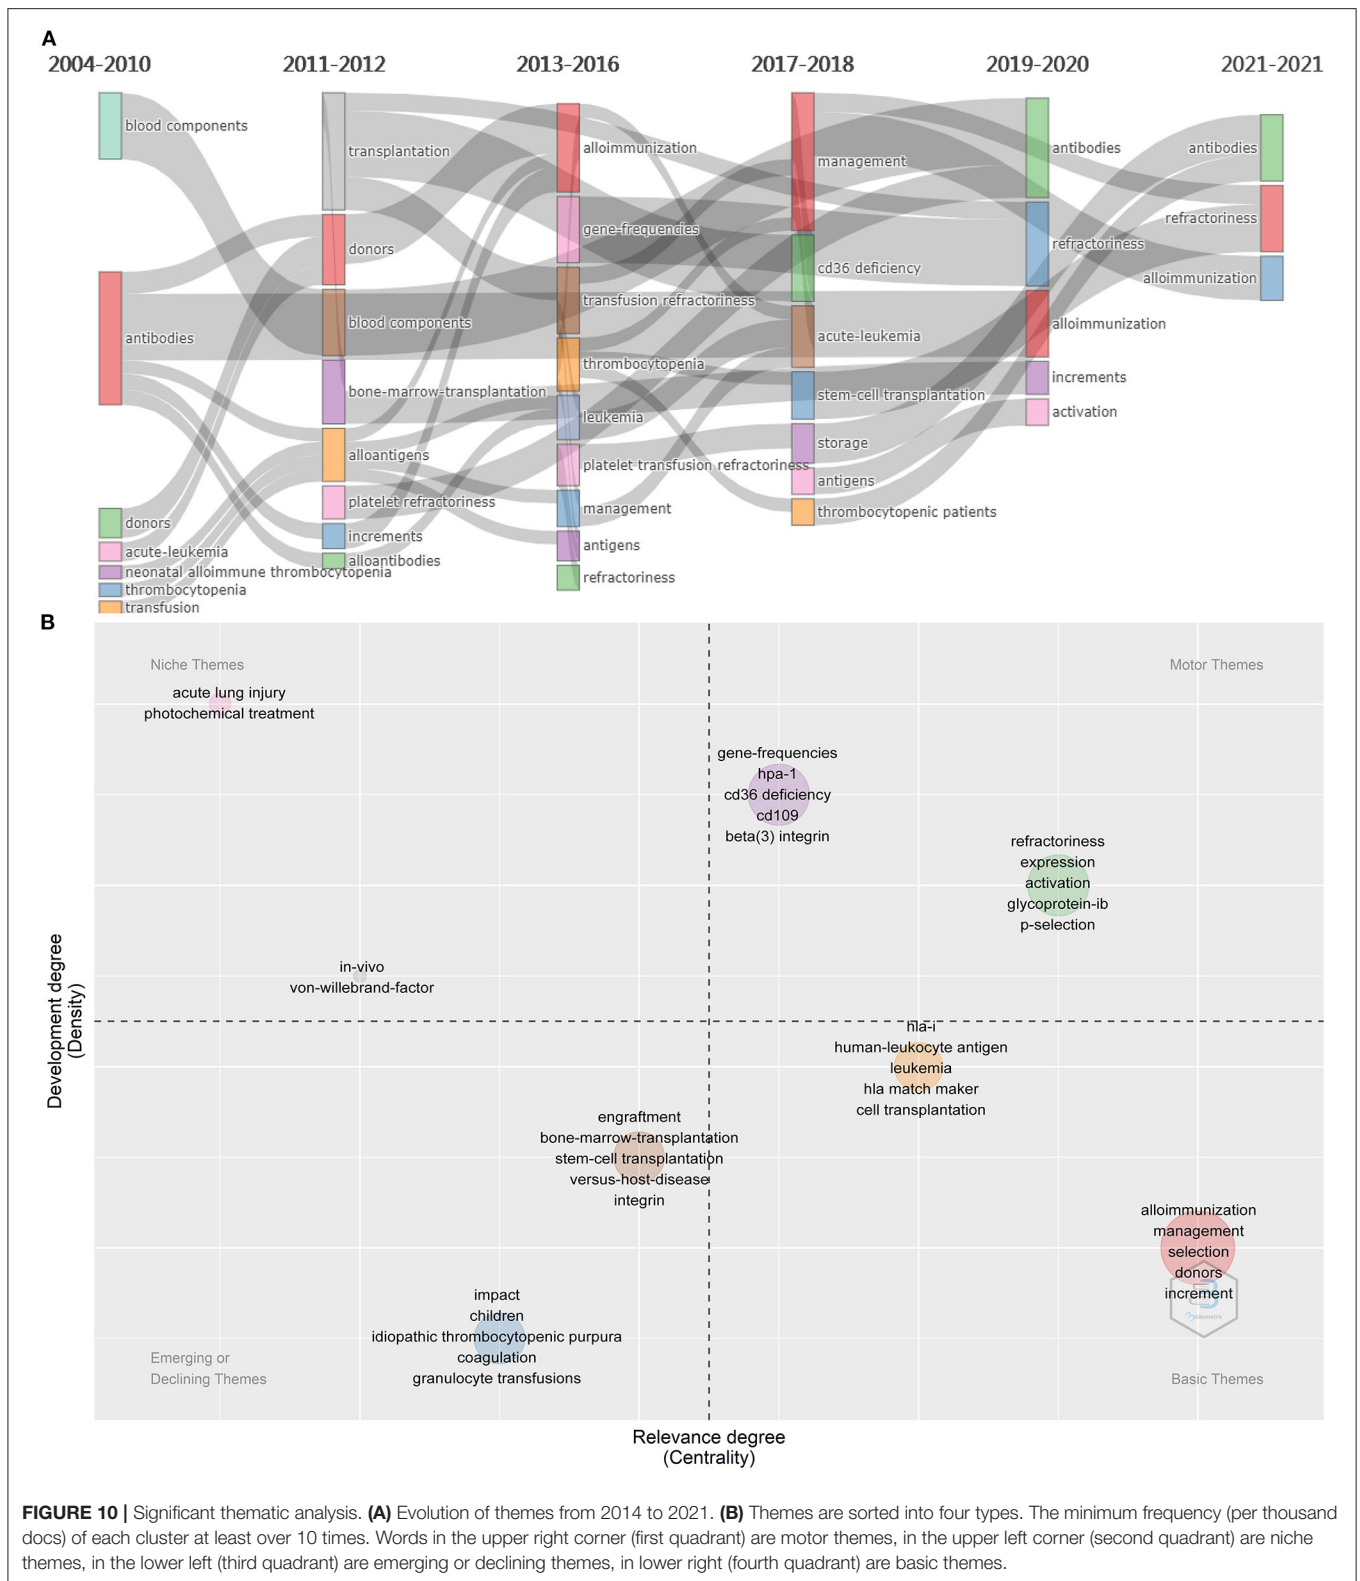 A
2004-2010 2011-2012 2013-2016 2017-2018 2019-2020 2021-2021
blood components
antibodies
donors
acute-leukemia
neonatal alloimmune thrombocytopenia
thrombocytopenia
transfusion
transplantation
donors
blood components
bone-marrow-transplantation
alloantigens
platelet refractoriness
increments
alloantibodies
alloimmunization
gene-frequencies
transfusion refractoriness
thrombocytopenia
leukemia
platelet transfusion refractoriness
management
antigens
refractoriness
management
cd36 deficiency
acute-leukemia
stem-cell transplantation
storage
antigens
thrombocytopenic patients
antibodies
refractoriness
alloimmunization
increments
activation
antibodies
refractoriness
alloimmunization
B
Niche Themes
Motor Themes
acute lung injury
photochemical treatment
gene-frequencies
hpa-1
cd36 deficiency
cd109
beta(3) integrin
refractoriness
expression
activation
glycoprotein-ib
p-selection
in-vivo
von-willebrand-factor
hla-i
human-leukocyte antigen
leukemia
hla match maker
cell transplantation
engraftment
bone-marrow-transplantation
stem-cell transplantation
versus-host-disease
integrin
alloimmunization
management
selection
donors
increment
impact
children
idiopathic thrombocytopenic purpura
coagulation
granulocyte transfusions
Emerging or
Declining Themes
Basic Themes
Development degree
(Density)
Relevance degree
(Centrality)
FIGURE 10 | Significant thematic analysis. (A) Evolution of themes from 2014 to 2021. (B) Themes are sorted into four types. The minimum frequency (per thousand
docs) of each cluster at least over 10 times. Words in the upper right corner (first quadrant) are motor themes, in the upper left corner (second quadrant) are niche
themes, in the lower left (third quadrant) are emerging or declining themes, in lower right (fourth quadrant) are basic themes.